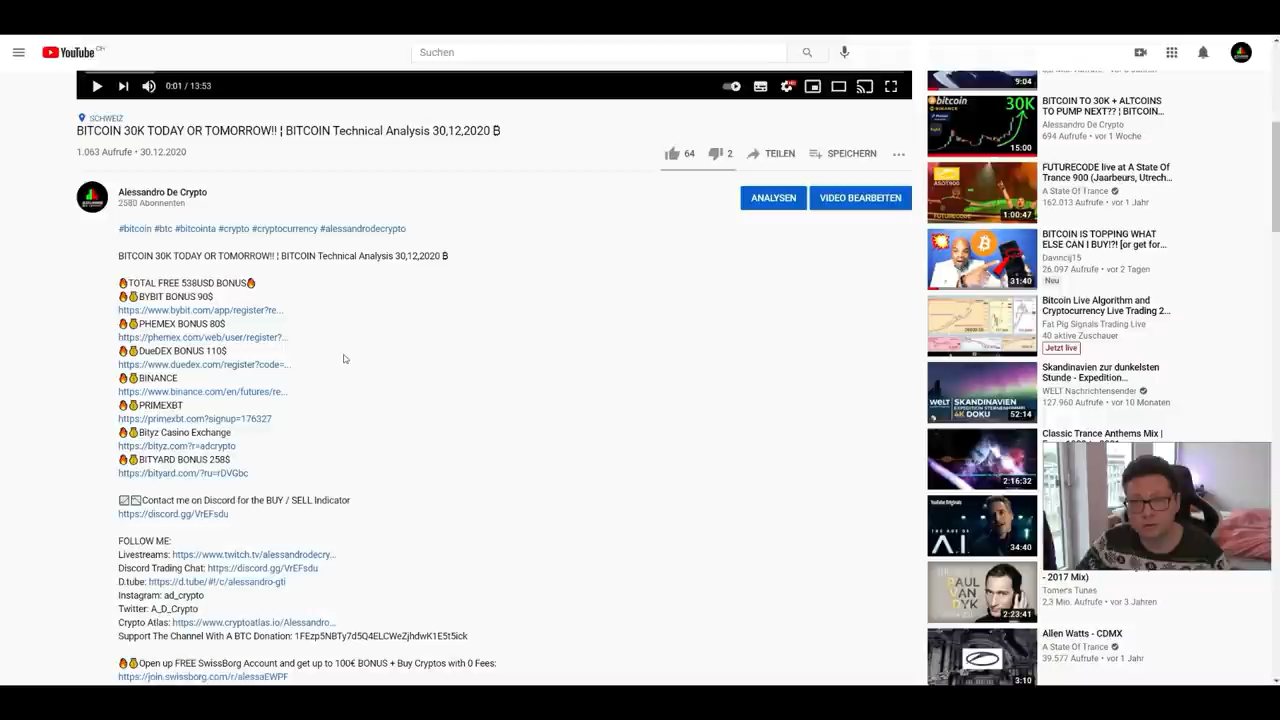 YouTube CH
Suchen
0:01 / 13:53
SCHWEIZ
BITCOIN 30K TODAY OR TOMORROW!! ¦ BITCOIN Technical Analysis 30,12,2020 ₿
1.063 Aufrufe • 30.12.2020
64
2
TEILEN
SPEICHERN
Alessandro De Crypto
2580 Abonnenten
ANALYSEN
VIDEO BEARBEITEN
#bitcoin #btc #bitcointa #crypto #cryptocurrency #alessandrodecrypto
BITCOIN 30K TODAY OR TOMORROW!! ¦ BITCOIN Technical Analysis 30,12,2020 ₿
🔥TOTAL FREE 538USD BONUS🔥
🔥💰BYBIT BONUS 90$
https://www.bybit.com/app/register?re...
🔥💰PHEMEX BONUS 80$
https://phemex.com/web/user/register?...
🔥💰DueDEX BONUS 110$
https://www.duedex.com/register?code=...
🔥💰BINANCE
https://www.binance.com/en/futures/re...
🔥💰PRIMEXBT
https://primexbt.com?signup=176327
🔥💰Bityz Casino Exchange
https://bityz.com?r=adcrypto
🔥💰BITYARD BONUS 258$
https://bityard.com/?ru=rDVGbc
Contact me on Discord for the BUY / SELL Indicator
https://discord.gg/VrEFsdu
FOLLOW ME:
Livestreams: https://www.twitch.tv/alessandrodecry...
Discord Trading Chat: https://discord.gg/VrEFsdu
D.tube: https://d.tube/#!/c/alessandro-gti
Instagram: ad_crypto
Twitter: A_D_Crypto
Crypto Atlas: https://www.cryptoatlas.io/Alessandro...
Support The Channel With A BTC Donation: 1FEzp5NBTy7d5Q4ELCWeZjhdwK1E5t5ick
🔥💰Open up FREE SwissBorg Account and get up to 100€ BONUS + Buy Cryptos with 0 Fees:
https://join.swissborg.com/r/alessaEWPF
9:04
bitcoin
30K
15:00
BITCOIN TO 30K + ALTCOINS
TO PUMP NEXT?? ¦ BITCOIN...
Alessandro De Crypto
694 Aufrufe • vor 1 Woche
1:00:47
FUTURECODE live at A State Of
Trance 900 (Jaarbeurs, Utrech...
A State Of Trance
162.013 Aufrufe • vor 1 Jahr
31:40
BITCOIN IS TOPPING WHAT
ELSE CAN I BUY!?! [or get for...
Davincij15
26.097 Aufrufe • vor 2 Tagen
Neu
Bitcoin Live Algorithm and
Cryptocurrency Live Trading 2...
Fat Pig Signals Trading Live
40 aktive Zuschauer
Jetzt live
WELT
SKANDINAVIEN
4K DOKU
52:14
Skandinavien zur dunkelsten
Stunde - Expedition...
WELT Nachrichtensender
127.960 Aufrufe • vor 10 Monaten
2:16:32
Classic Trance Anthems Mix |
YouTube Originals
THE AGE OF
A.I.
34:40
PAUL
VAN
DYK
2:23:41
- 2017 Mix)
Tomer's Tunes
2,3 Mio. Aufrufe • vor 3 Jahren
3:10
Allen Watts - CDMX
A State Of Trance
39.577 Aufrufe • vor 1 Jahr